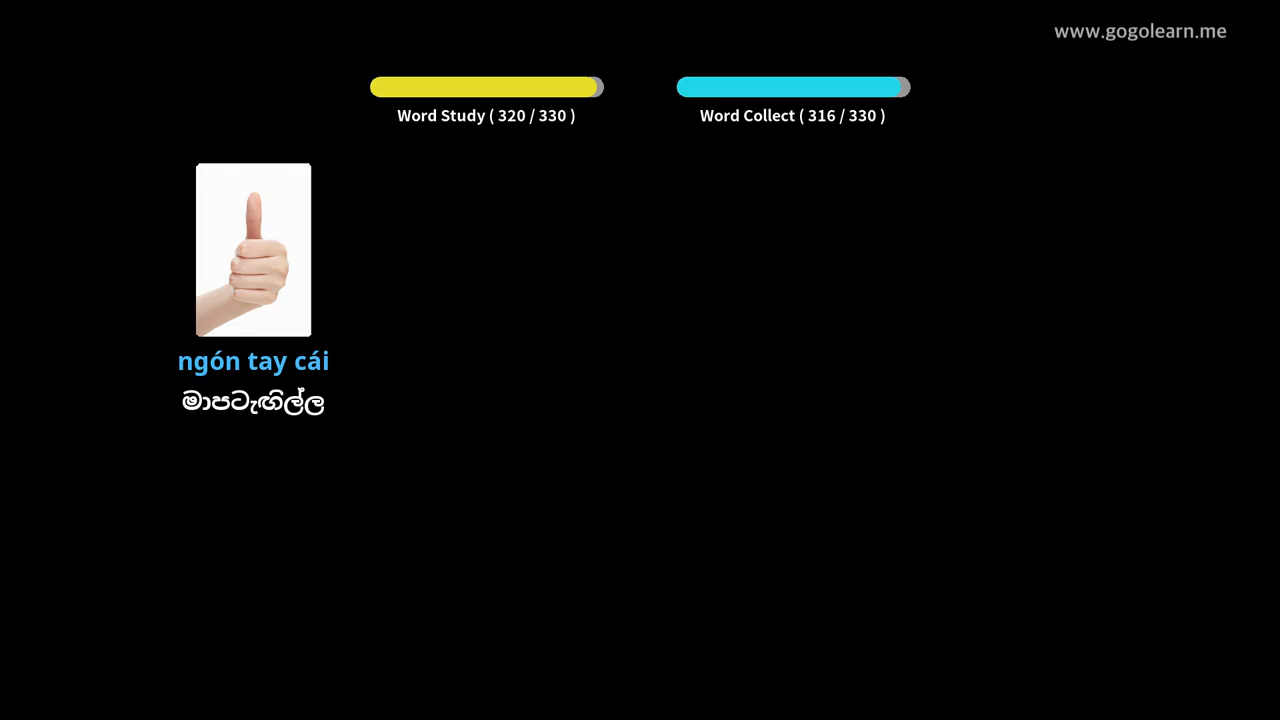 www.gogolearn.me
Word Study ( 320 / 330 )
Word Collect ( 316 / 330 )
ngón tay cái
මාපටැඟිල්ල